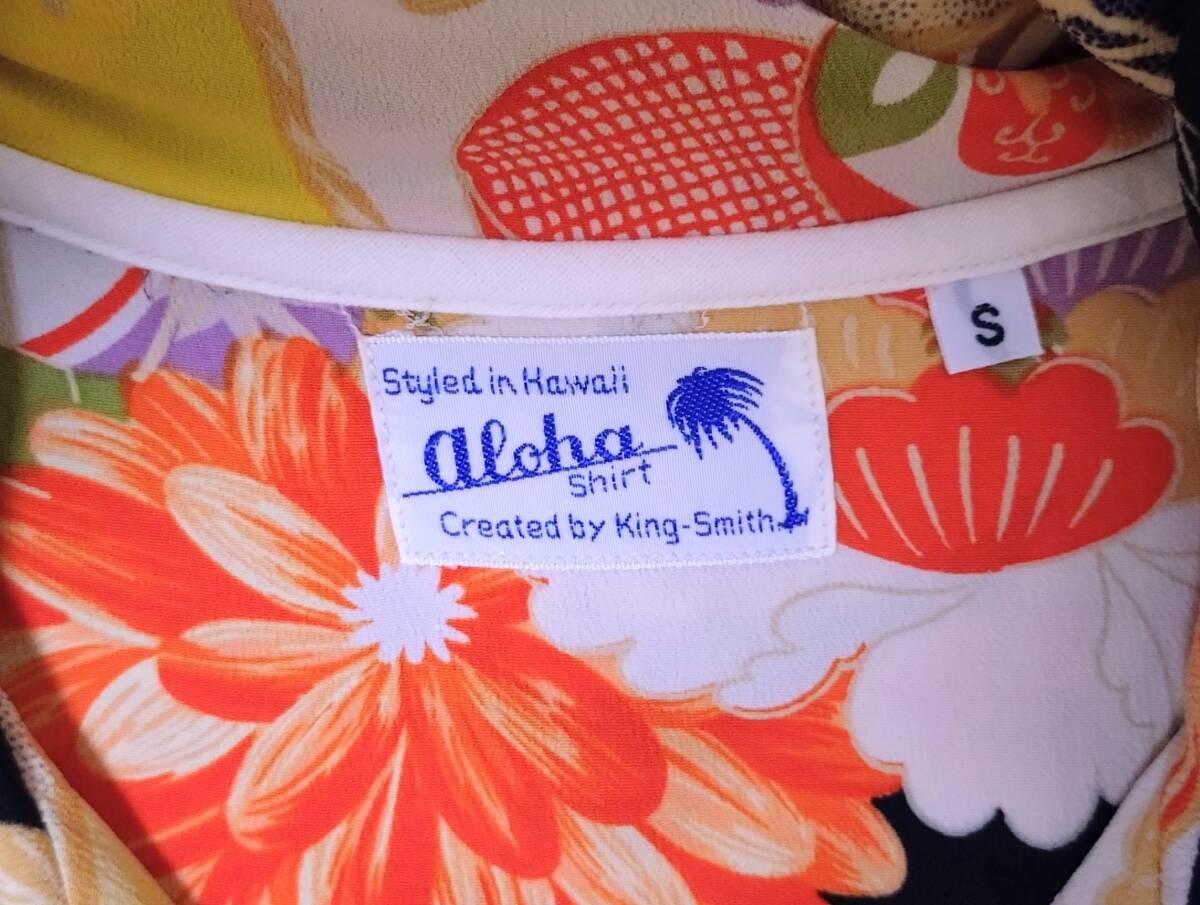 Styled in Hawaii
aloha
Shirt
Created by King-Smith
S